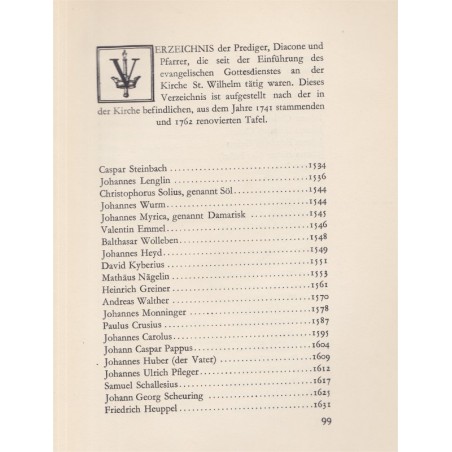 VERZEICHNIS der Prediger, Diacone und
Pfarrer, die seit der Einführung des
evangelischen Gottesdienstes an der
Kirche St. Wilhelm tätig waren. Dieses
Verzeichnis ist aufgestellt nach der in
der Kirche befindlichen, aus dem Jahre 1741 stammenden
und 1762 renovierten Tafel.
Caspar Steinbach 1534
Johannes Lenglin 1536
Christophorus Solius, genannt Söl 1544
Johannes Wurm 1544
Johannes Myrica, genannt Damarisk 1545
Valentin Emmel 1546
Balthasar Wolleben 1548
Johannes Heyd 1549
David Kyberius 1551
Mathäus Nägelin 1553
Heinrich Greiner 1561
Andreas Walther 1570
Johannes Monninger 1578
Paulus Crusius 1587
Johannes Carolus 1595
Johann Caspar Pappus 1604
Johannes Huber (der Vater) 1609
Johannes Ulrich Pfleger 1612
Samuel Schallesius 1617
Johann Georg Scheuring 1625
Friedrich Heuppel 1631
99